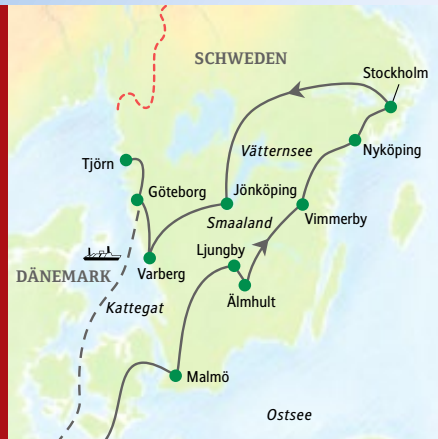 SCHWEDEN
Stockholm
Vätternsee
Nyköping
Tjörn
Göteborg
Jönköping
Smaaland
Vimmerby
Ljungby
DÄNEMARK
Varberg
Älmhult
Kattegat
Malmö
Ostsee